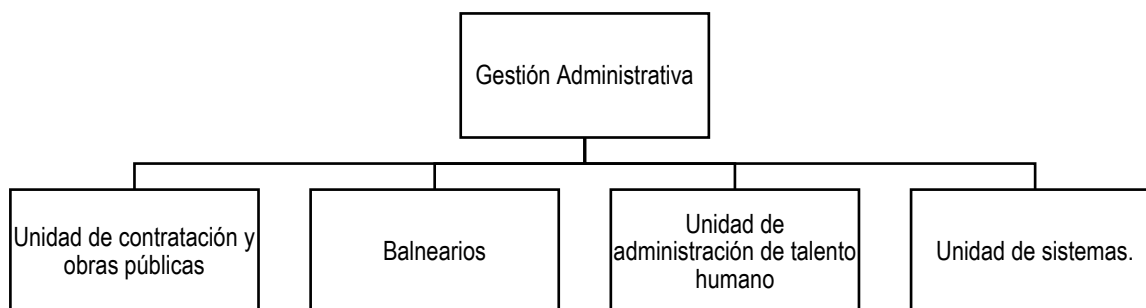 Gestión Administrativa
Unidad de contratación y
obras públicas
Balnearios
Unidad de
administración de talento
humano
Unidad de sistemas.